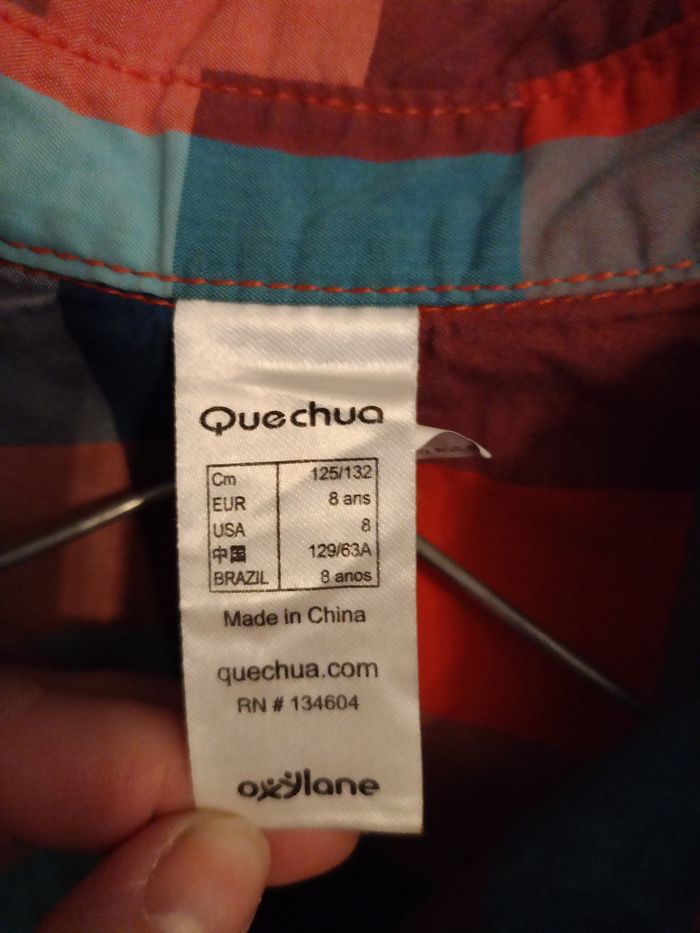 Quechua
Cm 125/132
EUR 8 ans
USA 8
中国 129/63A
BRAZIL 8 anos
Made in China
quechua.com
RN # 134604
oxylane